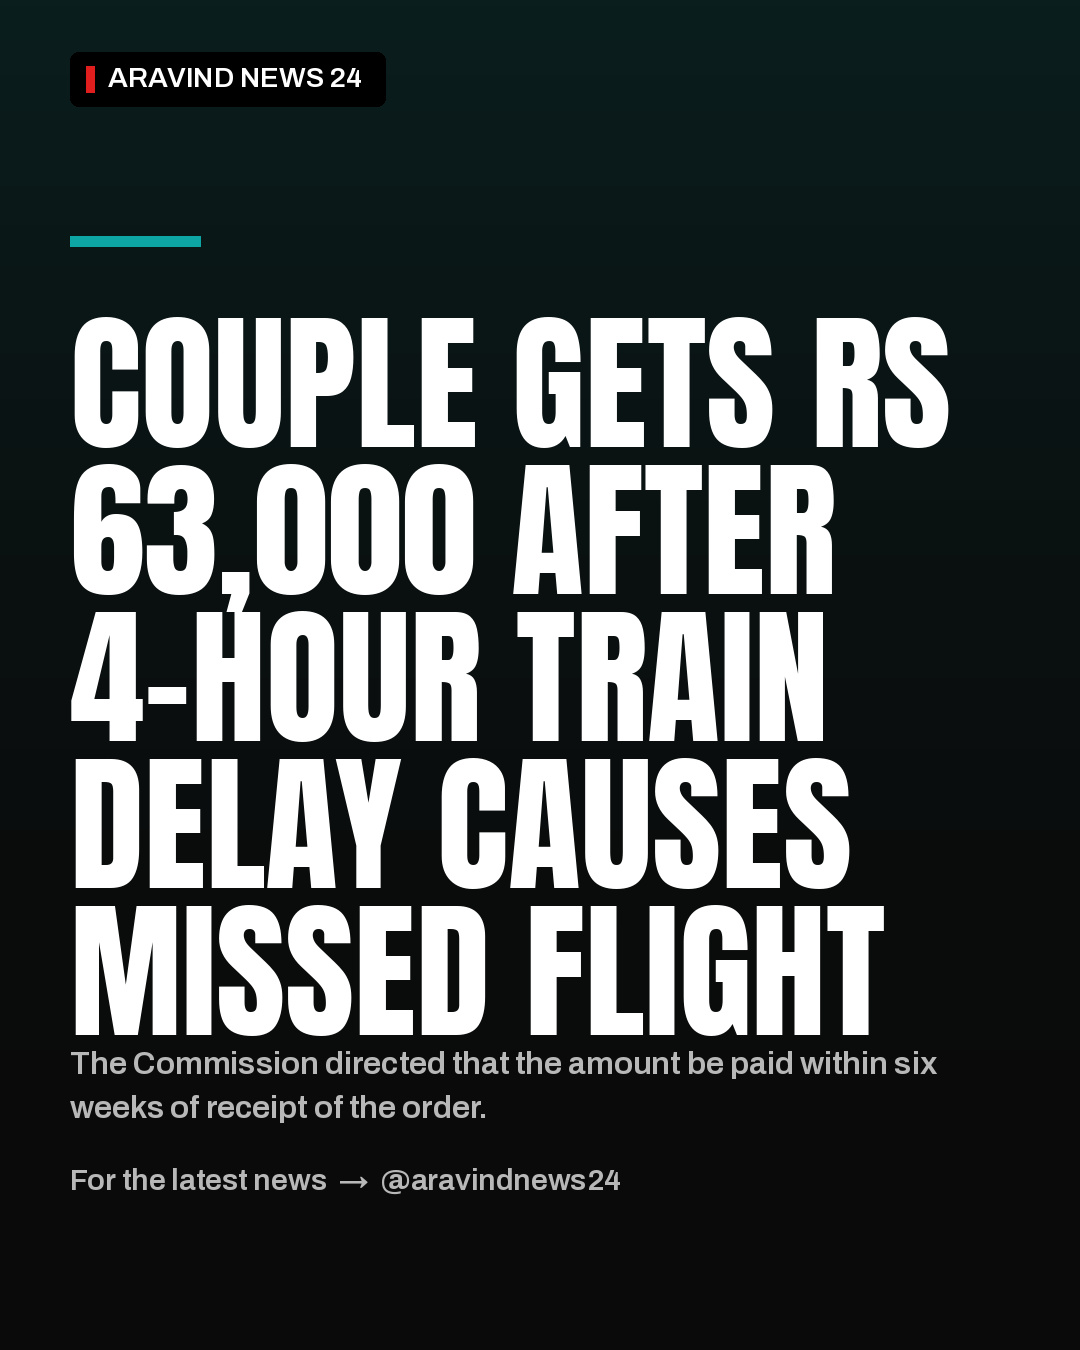 ARAVIND NEWS 24
COUPLE GETS RS
63,000 AFTER
4-HOUR TRAIN
DELAY CAUSES
MISSED FLIGHT
The Commission directed that the amount be paid within six
weeks of receipt of the order.
For the latest news → @aravindnews24